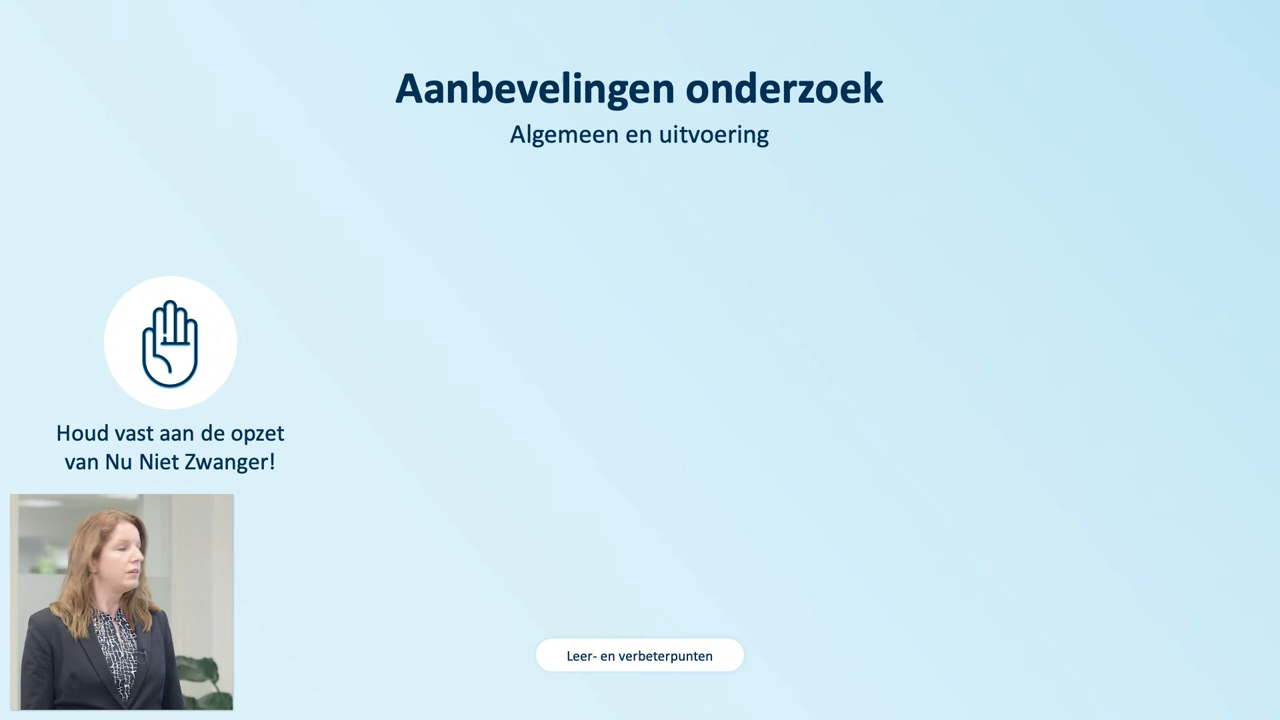 Aanbevelingen onderzoek
Algemeen en uitvoering
Houd vast aan de opzet
van Nu Niet Zwanger!
Leer- en verbeterpunten